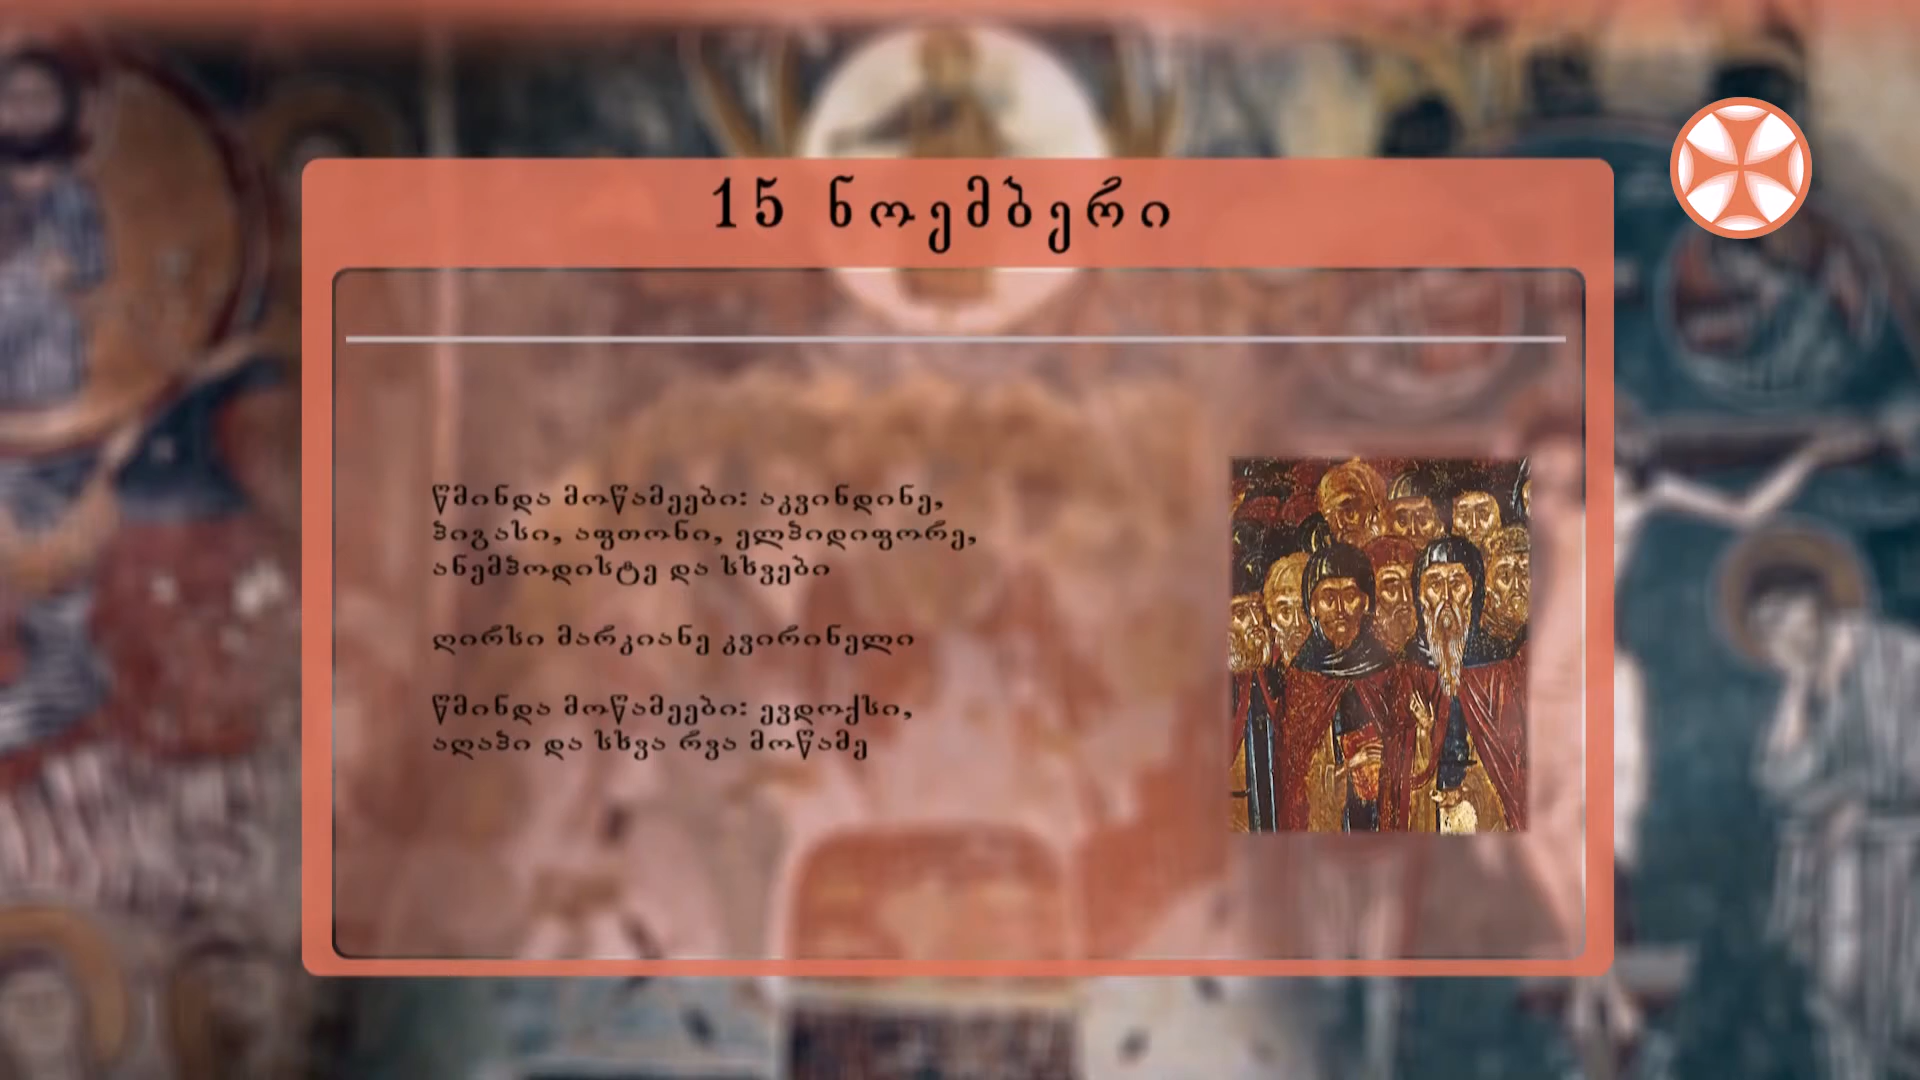 15 ნოემბერი
წმინდა მოწამეები: აკვინდინე,
პიგასი, აფთონი, ელპიდიფორე,
ანემპოდისტე და სხვები
ღირსი მარკიანე კვირინელი
წმინდა მოწამეები: ევდოქსი,
აღაპი და სხვა რვა მოწამე